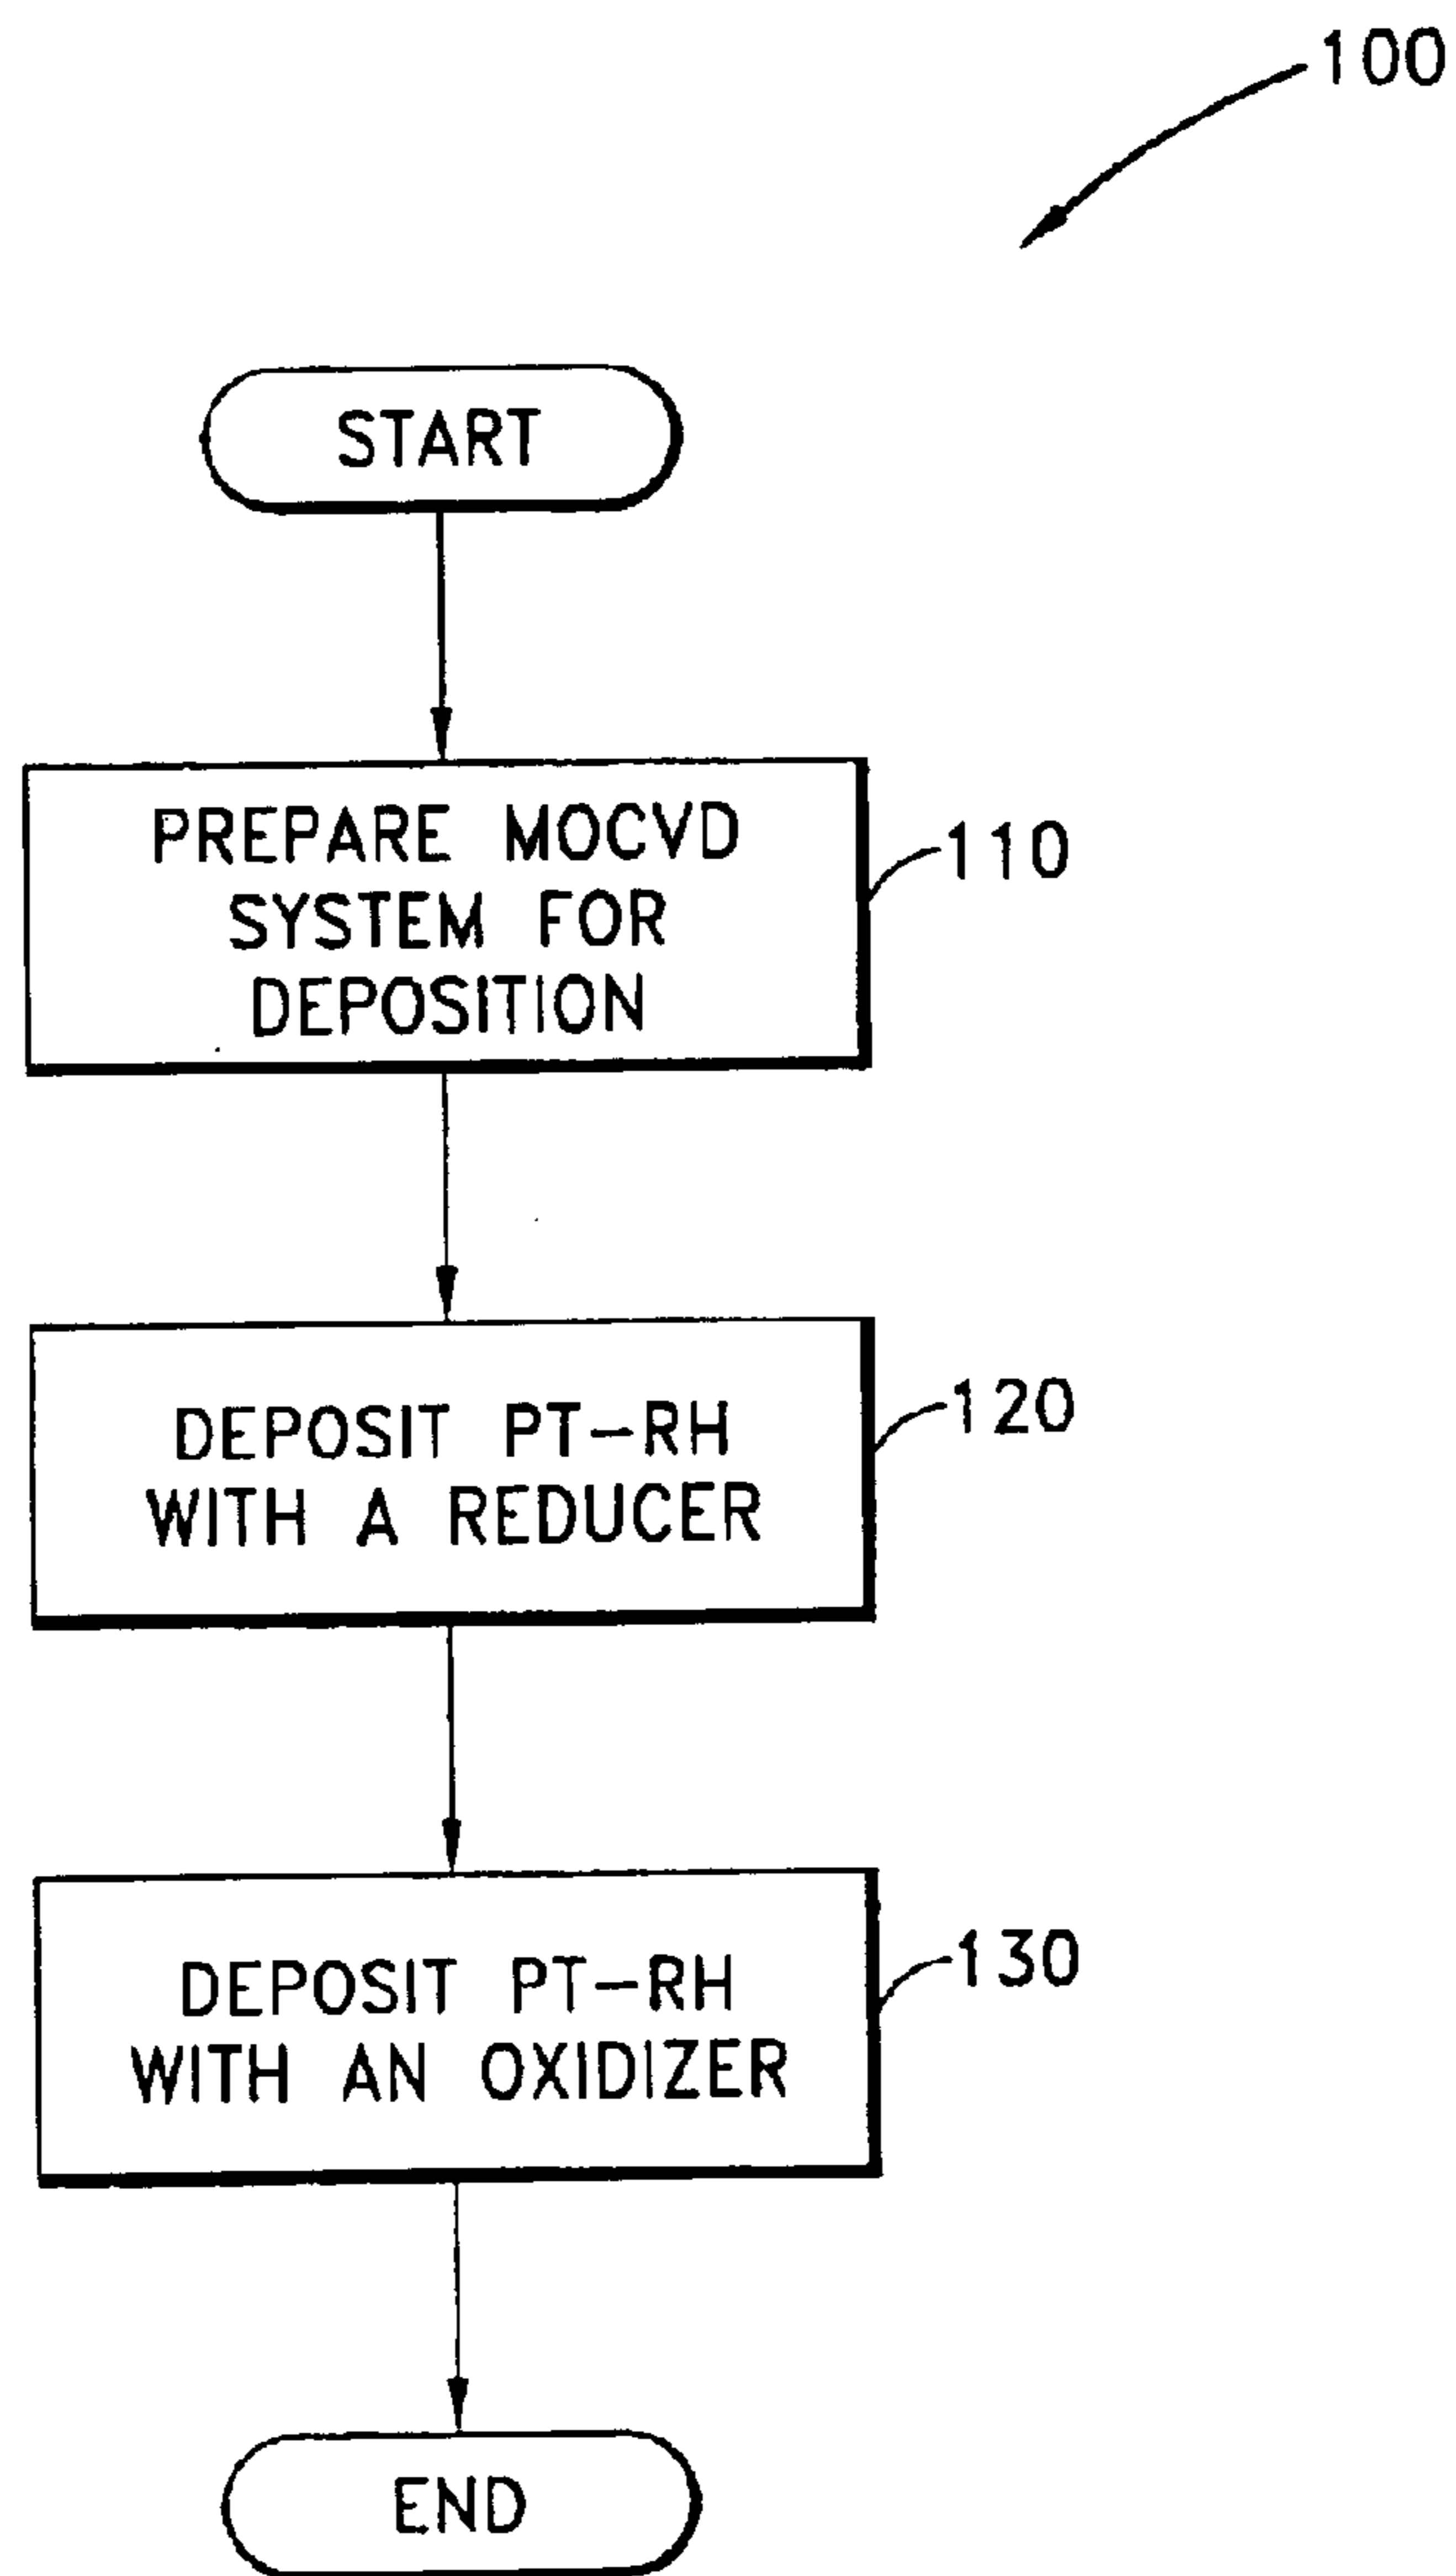 100
START
PREPARE MOCVD
SYSTEM FOR
DEPOSITION
110
DEPOSIT PT-RH
WITH A REDUCER
120
DEPOSIT PT-RH
WITH AN OXIDIZER
130
END